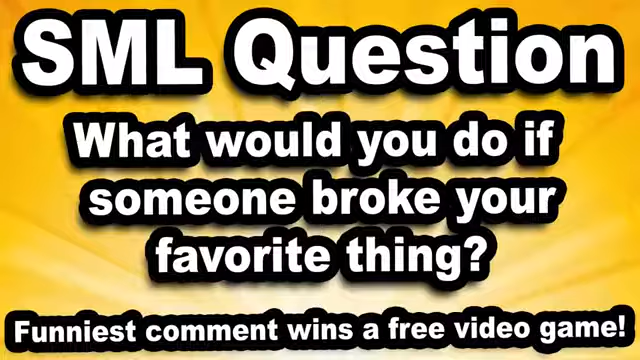 SML Question
What would you do if
someone broke your
favorite thing?
Funniest comment wins a free video game!